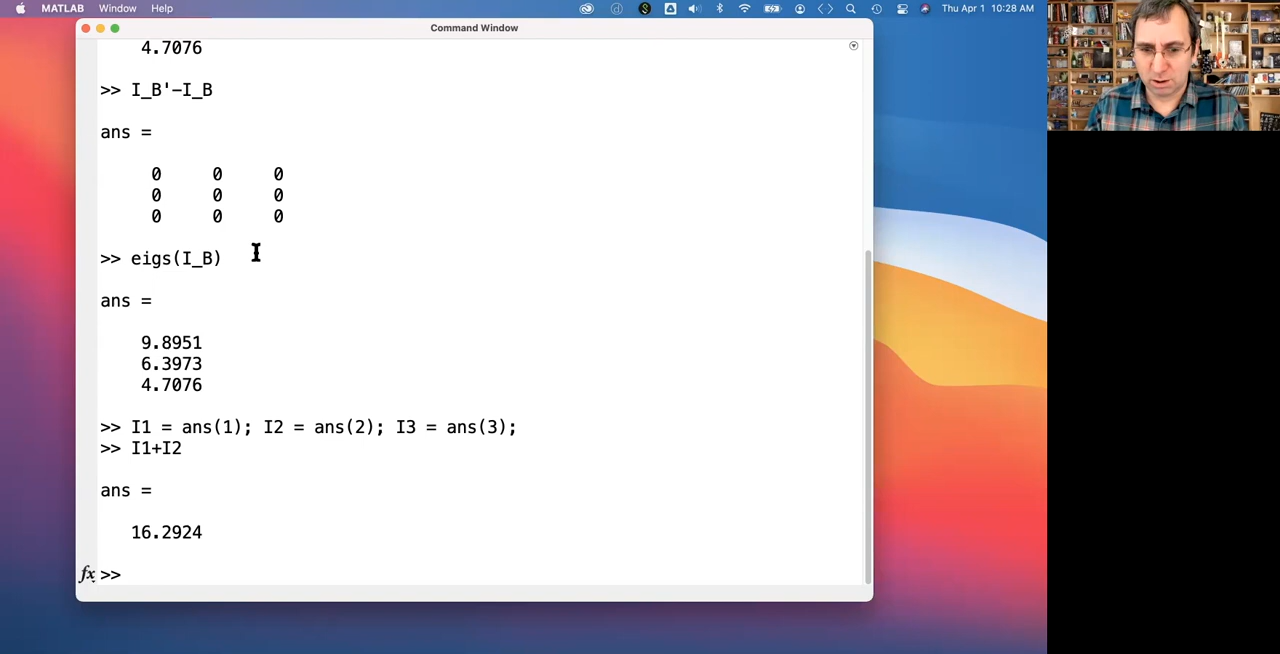 MATLAB Window Help
Thu Apr 1 10:28 AM
Command Window
4.7076
>> I_B'-I_B
ans =
0 0 0
0 0 0
0 0 0
>> eigs(I_B)
ans =
9.8951
6.3973
4.7076
>> I1 = ans(1); I2 = ans(2); I3 = ans(3);
>> I1+I2
ans =
16.2924
fx >>